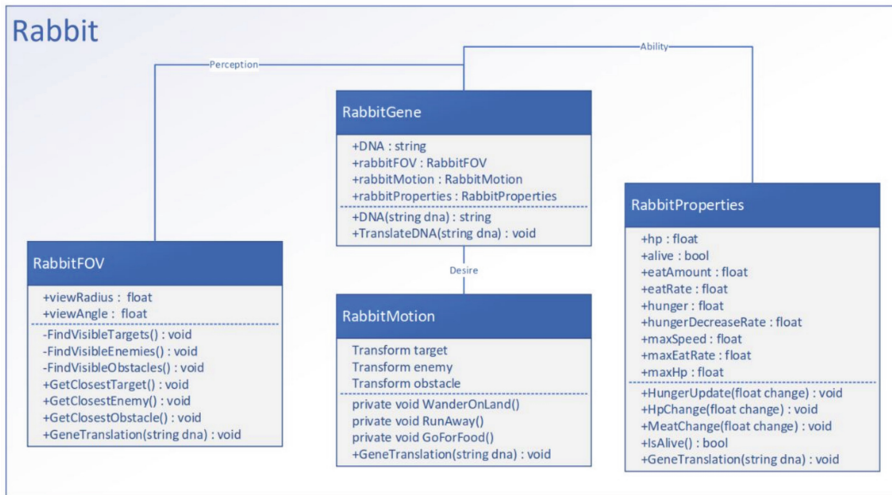 Rabbit
Perception
Ability
RabbitGene
+DNA : string
+rabbitFOV : RabbitFOV
+rabbitMotion : RabbitMotion
+rabbitProperties : RabbitProperties
+DNA(string dna) : string
+TranslateDNA(string dna) : void
Desire
RabbitFOV
+viewRadius : float
+viewAngle : float
-FindVisibleTargets() : void
-FindVisibleEnemies() : void
-FindVisibleObstacles() : void
+GetClosestTarget() : void
+GetClosestEnemy() : void
+GetClosestObstacle() : void
+GeneTranslation(string dna) : void
RabbitMotion
Transform target
Transform enemy
Transform obstacle
private void WanderOnLand()
private void RunAway()
private void GoForFood()
+GeneTranslation(string dna) : void
RabbitProperties
+hp : float
+alive : bool
+eatAmount : float
+eatRate : float
+hunger : float
+hungerDecreaseRate : float
+maxSpeed : float
+maxEatRate : float
+maxHp : float
+HungerUpdate(float change) : void
+HpChange(float change) : void
+MeatChange(float change) : void
+IsAlive() : bool
+GeneTranslation(string dna) : void